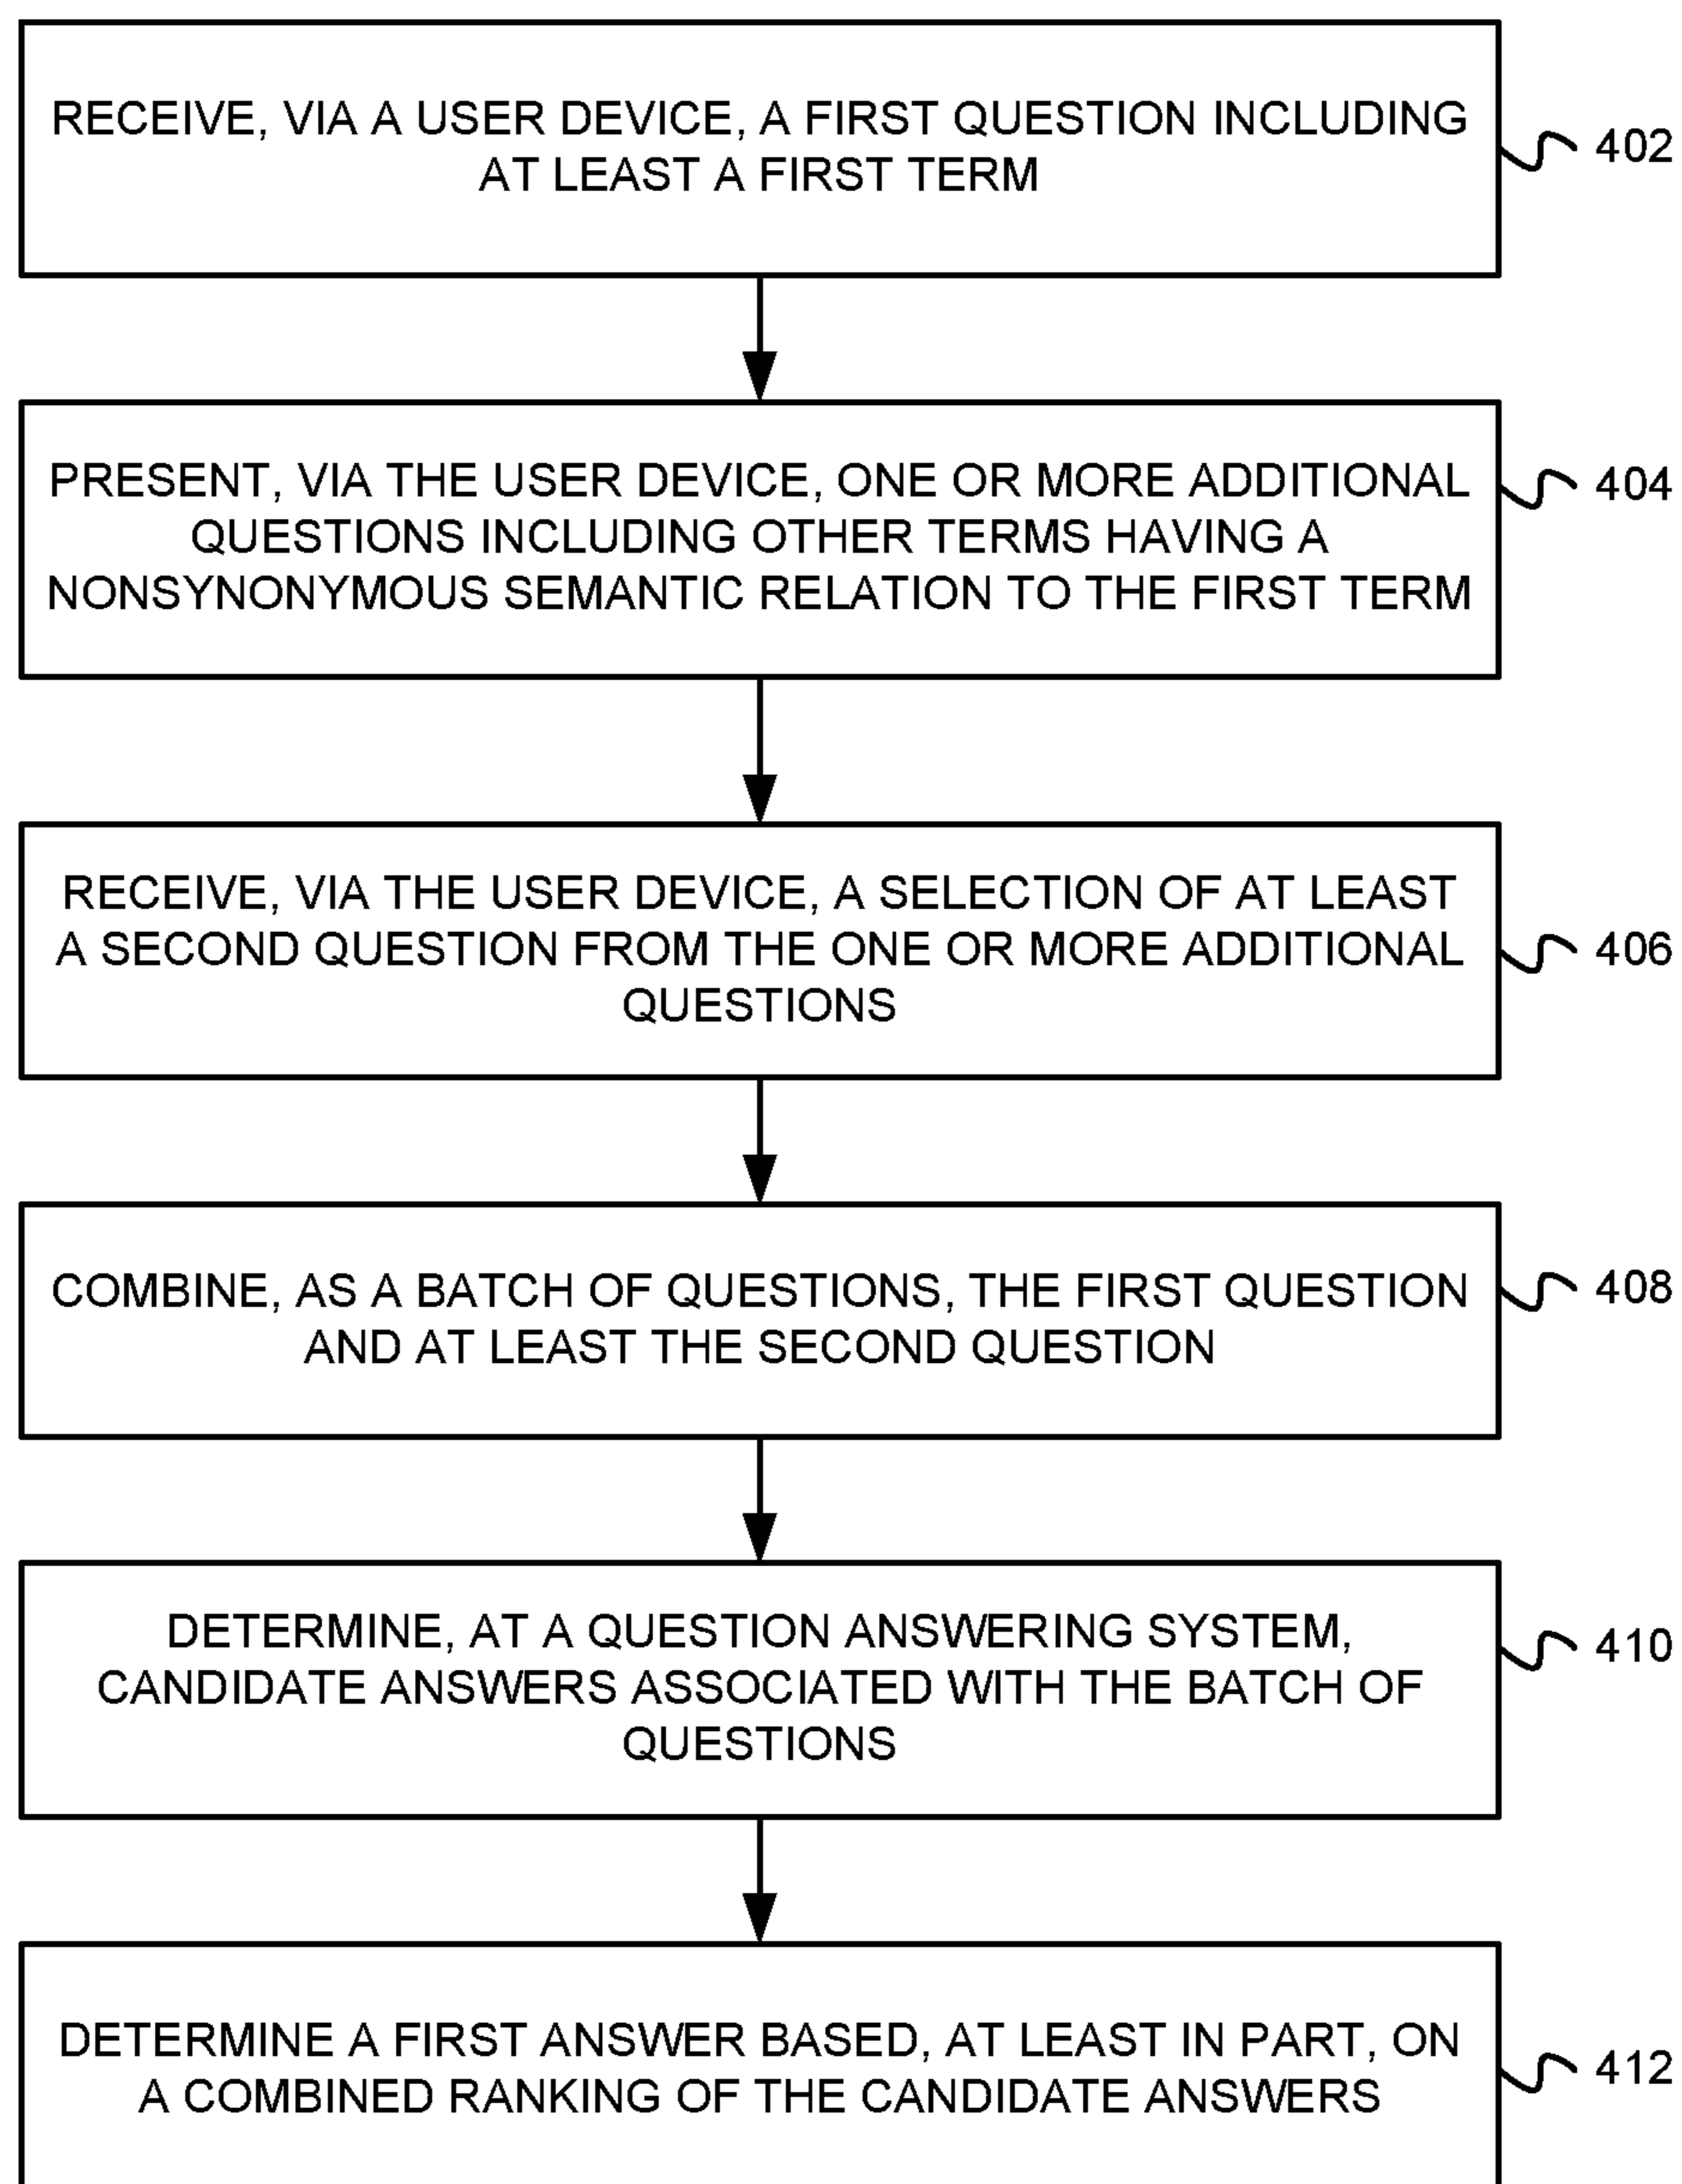 RECEIVE, VIA A USER DEVICE, A FIRST QUESTION INCLUDING
AT LEAST A FIRST TERM
402
PRESENT, VIA THE USER DEVICE, ONE OR MORE ADDITIONAL
QUESTIONS INCLUDING OTHER TERMS HAVING A
NONSYNONYMOUS SEMANTIC RELATION TO THE FIRST TERM
404
RECEIVE, VIA THE USER DEVICE, A SELECTION OF AT LEAST
A SECOND QUESTION FROM THE ONE OR MORE ADDITIONAL
QUESTIONS
406
COMBINE, AS A BATCH OF QUESTIONS, THE FIRST QUESTION
AND AT LEAST THE SECOND QUESTION
408
DETERMINE, AT A QUESTION ANSWERING SYSTEM,
CANDIDATE ANSWERS ASSOCIATED WITH THE BATCH OF
QUESTIONS
410
DETERMINE A FIRST ANSWER BASED, AT LEAST IN PART, ON
A COMBINED RANKING OF THE CANDIDATE ANSWERS
412